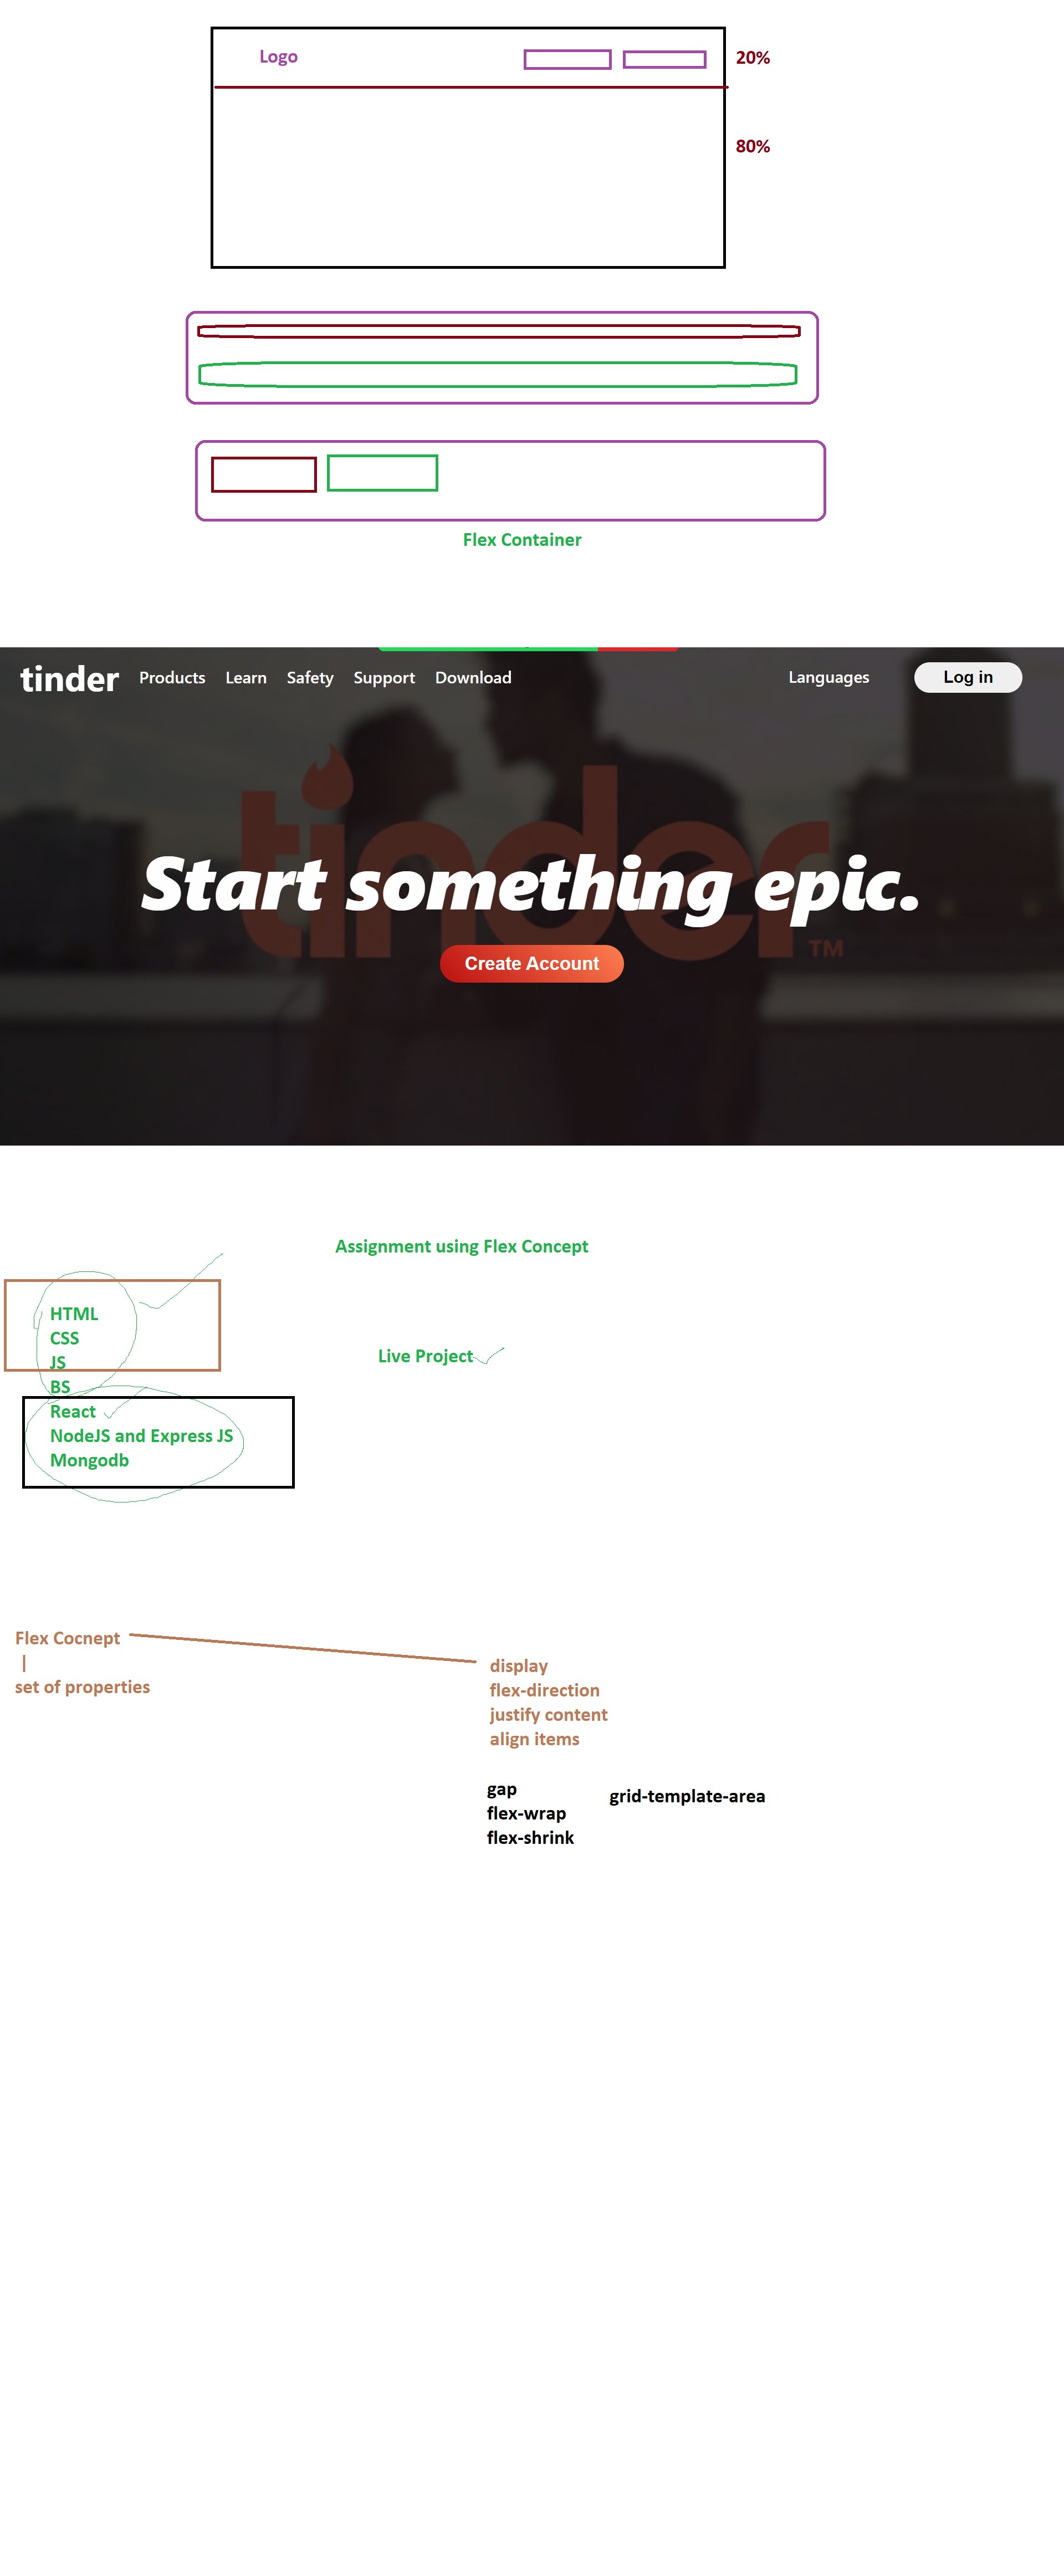 Logo
20%
80%
Flex Container
tinder Products Learn Safety Support Download Languages Log in
tinder™
Start something epic.
Create Account
Assignment using Flex Concept
HTML
CSS
JS
BS
React
NodeJS and Express JS
Mongodb
Live Project
Flex Cocnept
|
set of properties
display
flex-direction
justify content
align items
gap
flex-wrap
flex-shrink
grid-template-area